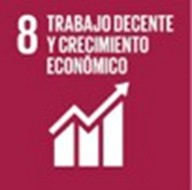 8 TRABAJO DECENTE
Y CRECIMIENTO
ECONÓMICO